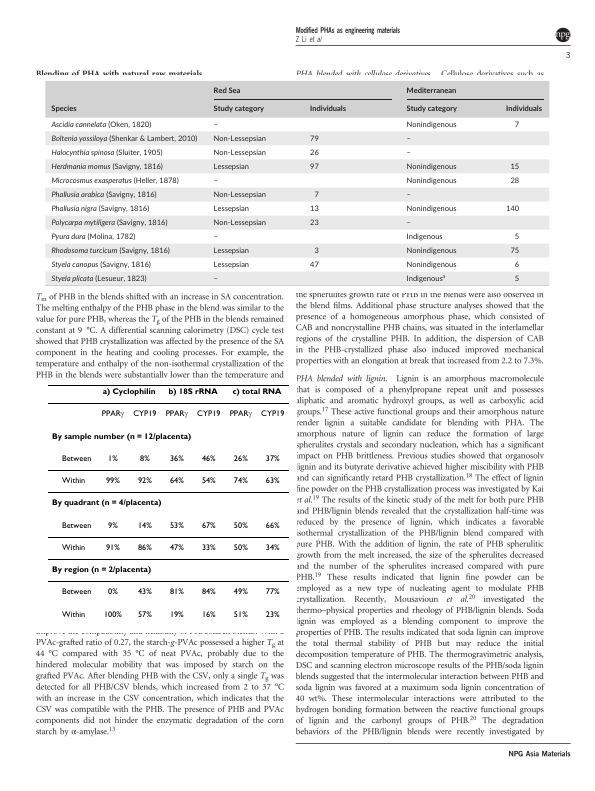 Modified PHAs as engineering materials
Z Li et al
npg
3
Blending of PHA with natural raw materials
PHA blended with cellulose derivatives. Cellulose derivatives such as
Red Sea Mediterranean
Species Study category Individuals Study category Individuals
Ascidia cannelata (Oken, 1820) – Nonindigenous 7
Boltenia yossiloya (Shenkar & Lambert, 2010) Non-Lessepsian 79 –
Halocynthia spinosa (Sluiter, 1905) Non-Lessepsian 26 –
Herdmania momus (Savigny, 1816) Lessepsian 97 Nonindigenous 15
Microcosmus exasperatus (Heller, 1878) – Nonindigenous 28
Phallusia arabica (Savigny, 1816) Non-Lessepsian 7 –
Phallusia nigra (Savigny, 1816) Lessepsian 13 Nonindigenous 140
Polycarpa mytiligera (Savigny, 1816) Non-Lessepsian 23 –
Pyura dura (Molina, 1782) – Indigenous 5
Rhodosoma turcicum (Savigny, 1816) Lessepsian 3 Nonindigenous 75
Styela canopus (Savigny, 1816) Lessepsian 47 Nonindigenous 6
Styela plicata (Lesueur, 1823) – Indigenousᵃ 5
Tm of PHB in the blends shifted with an increase in SA concentration.
The melting enthalpy of the PHB phase in the blend was similar to the
value for pure PHB, whereas the Tg of the PHB in the blends remained
constant at 9 °C. A differential scanning calorimetry (DSC) cycle test
showed that PHB crystallization was affected by the presence of the SA
component in the heating and cooling processes. For example, the
temperature and enthalpy of the non-isothermal crystallization of the
PHB in the blends were substantially lower than the temperature and
a) Cyclophilin b) 18S rRNA c) total RNA
PPARγ CYP19 PPARγ CYP19 PPARγ CYP19
By sample number (n = 12/placenta)
Between 1% 8% 36% 46% 26% 37%
Within 99% 92% 64% 54% 74% 63%
By quadrant (n = 4/placenta)
Between 9% 14% 53% 67% 50% 66%
Within 91% 86% 47% 33% 50% 34%
By region (n = 2/placenta)
Between 0% 43% 81% 84% 49% 77%
Within 100% 57% 19% 16% 51% 23%
PVAc-grafted ratio of 0.27, the starch-g-PVAc possessed a higher Tg at
44 °C compared with 35 °C of neat PVAc, probably due to the
hindered molecular mobility that was imposed by starch on the
grafted PVAc. After blending PHB with the CSV, only a single Tg was
detected for all PHB/CSV blends, which increased from 2 to 37 °C
with an increase in the CSV concentration, which indicates that the
CSV was compatible with the PHB. The presence of PHB and PVAc
components did not hinder the enzymatic degradation of the corn
starch by α-amylase.¹³
the spherulites growth rate of PHB in the blends were also observed in
the blend films. Additional phase structure analyses showed that the
presence of a homogeneous amorphous phase, which consisted of
CAB and noncrystalline PHB chains, was situated in the interlamellar
regions of the crystalline PHB. In addition, the dispersion of CAB
in the PHB-crystallized phase also induced improved mechanical
properties with an elongation at break that increased from 2.2 to 7.3%.
PHA blended with lignin. Lignin is an amorphous macromolecule
that is composed of a phenylpropane repeat unit and possesses
aliphatic and aromatic hydroxyl groups, as well as carboxylic acid
groups.¹⁷ These active functional groups and their amorphous nature
render lignin a suitable candidate for blending with PHA. The
amorphous nature of lignin can reduce the formation of large
spherulites crystals and secondary nucleation, which has a significant
impact on PHB brittleness. Previous studies showed that organosolv
lignin and its butyrate derivative achieved higher miscibility with PHB
and can significantly retard PHB crystallization.¹⁸ The effect of lignin
fine powder on the PHB crystallization process was investigated by Kai
et al.¹⁹ The results of the kinetic study of the melt for both pure PHB
and PHB/lignin blends revealed that the crystallization half-time was
reduced by the presence of lignin, which indicates a favorable
isothermal crystallization of the PHB/lignin blend compared with
pure PHB. With the addition of lignin, the rate of PHB spherulitic
growth from the melt increased, the size of the spherulites decreased
and the number of the spherulites increased compared with pure
PHB.¹⁹ These results indicated that lignin fine powder can be
employed as a new type of nucleating agent to modulate PHB
crystallization. Recently, Mousavioun et al.²⁰ investigated the
thermo–physical properties and rheology of PHB/lignin blends. Soda
lignin was employed as a blending component to improve the
properties of PHB. The results indicated that soda lignin can improve
the total thermal stability of PHB but may reduce the initial
decomposition temperature of PHB. The thermogravimetric analysis,
DSC and scanning electron microscope results of the PHB/soda lignin
blends suggested that the intermolecular interaction between PHB and
soda lignin was favored at a maximum soda lignin concentration of
40 wt%. These intermolecular interactions were attributed to the
hydrogen bonding formation between the reactive functional groups
of lignin and the carbonyl groups of PHB.²⁰ The degradation
behaviors of the PHB/lignin blends were recently investigated by
NPG Asia Materials